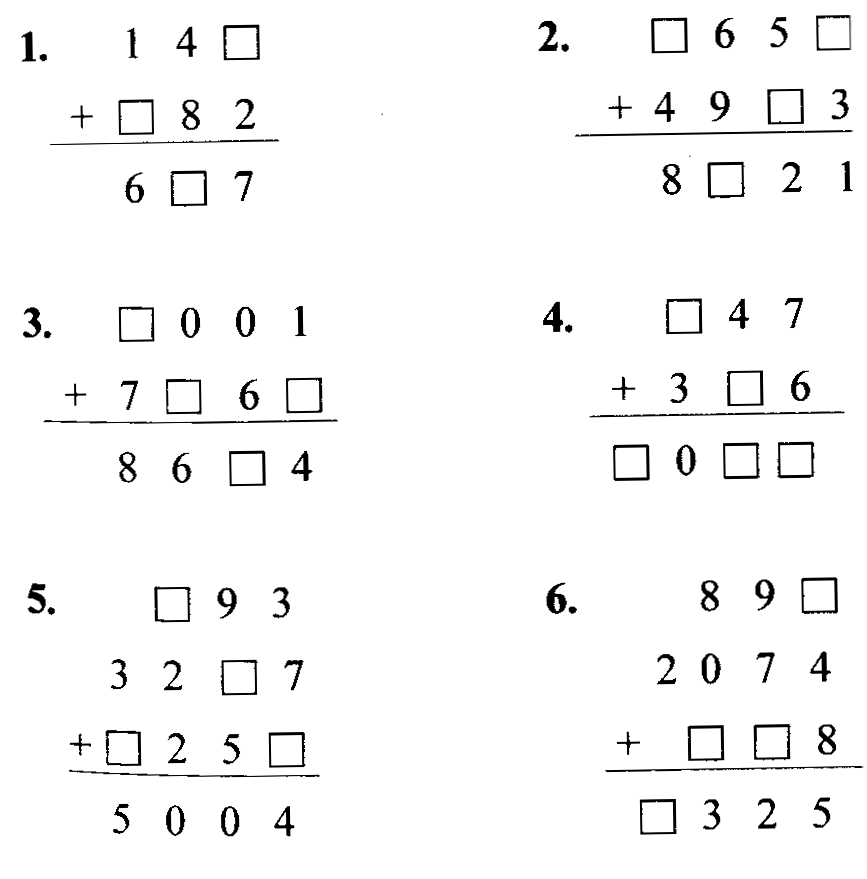 1. 1 4 □
+ □ 8 2
6 □ 7
2. □ 6 5 □
+ 4 9 □ 3
8 □ 2 1
3. □ 0 0 1
+ 7 □ 6 □
8 6 □ 4
4. □ 4 7
+ 3 □ 6
□ 0 □ □
5. □ 9 3
3 2 □ 7
+ □ 2 5 □
5 0 0 4
6. 8 9 □
2 0 7 4
+ □ □ 8
□ 3 2 5